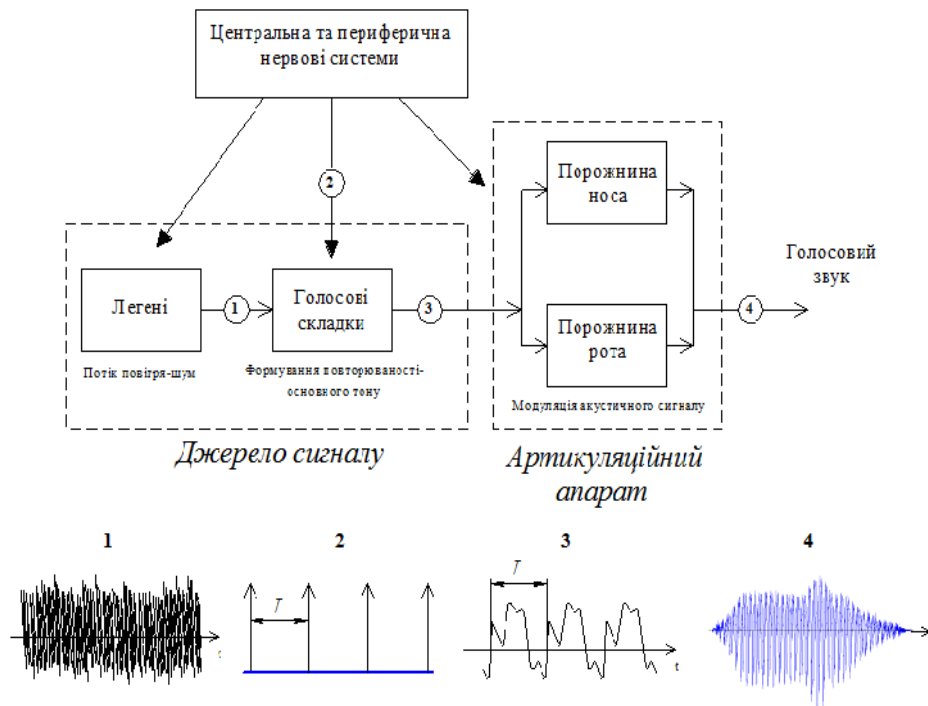 Центральна та периферична
нервові системи
2
Порожнина
носа
Голосовий
звук
Легені
1
Голосові
складки
3
4
Порожнина
рота
Потік повітря-шум
Формування повторюваності-
основного тону
Модуляція акустичного сигналу
Джерело сигналу
Артикуляційний
апарат
1
2
3
4
T
T
t
t